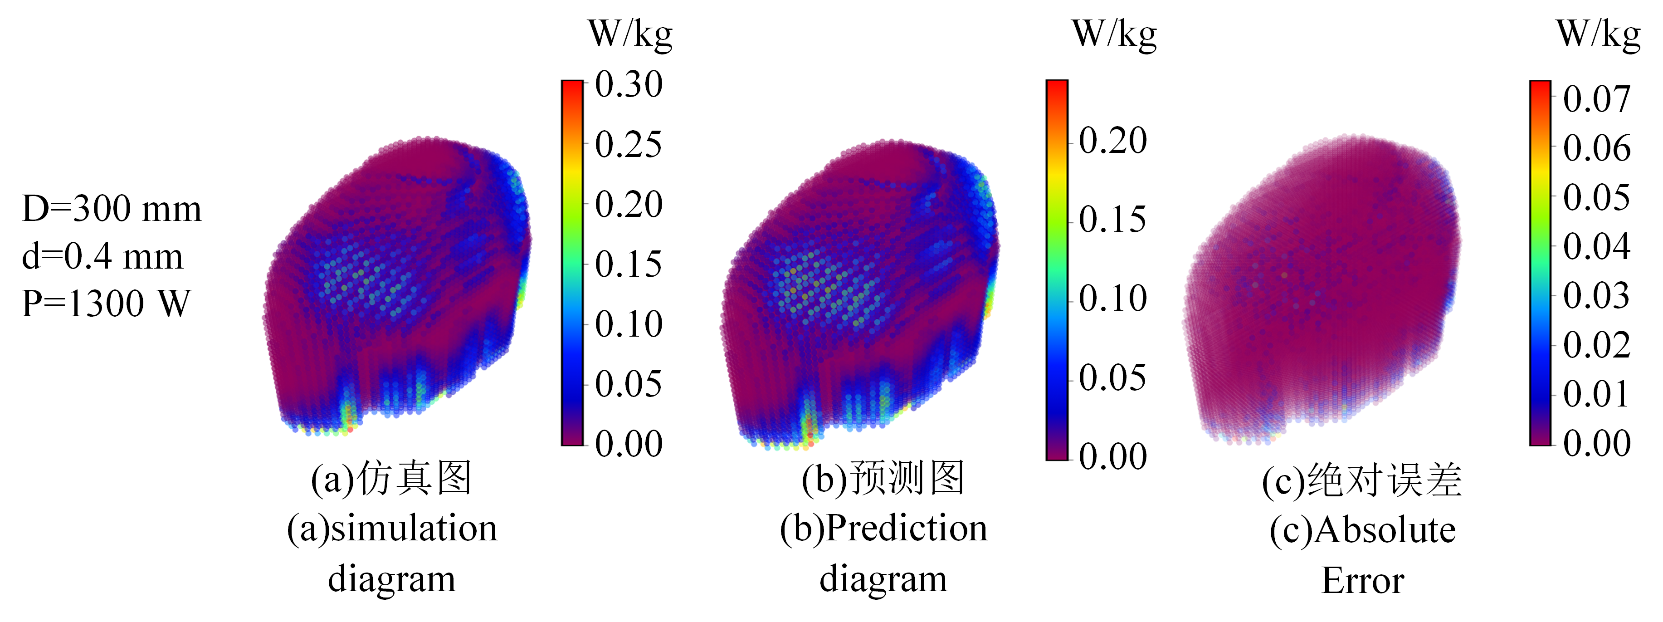 D=300 mm
d=0.4 mm
P=1300 W
W/kg
0.30
0.25
0.20
0.15
0.10
0.05
0.00
(a)仿真图
(a)simulation
diagram
W/kg
0.20
0.15
0.10
0.05
0.00
(b)预测图
(b)Prediction
diagram
W/kg
0.07
0.06
0.05
0.04
0.03
0.02
0.01
0.00
(c)绝对误差
(c)Absolute
Error